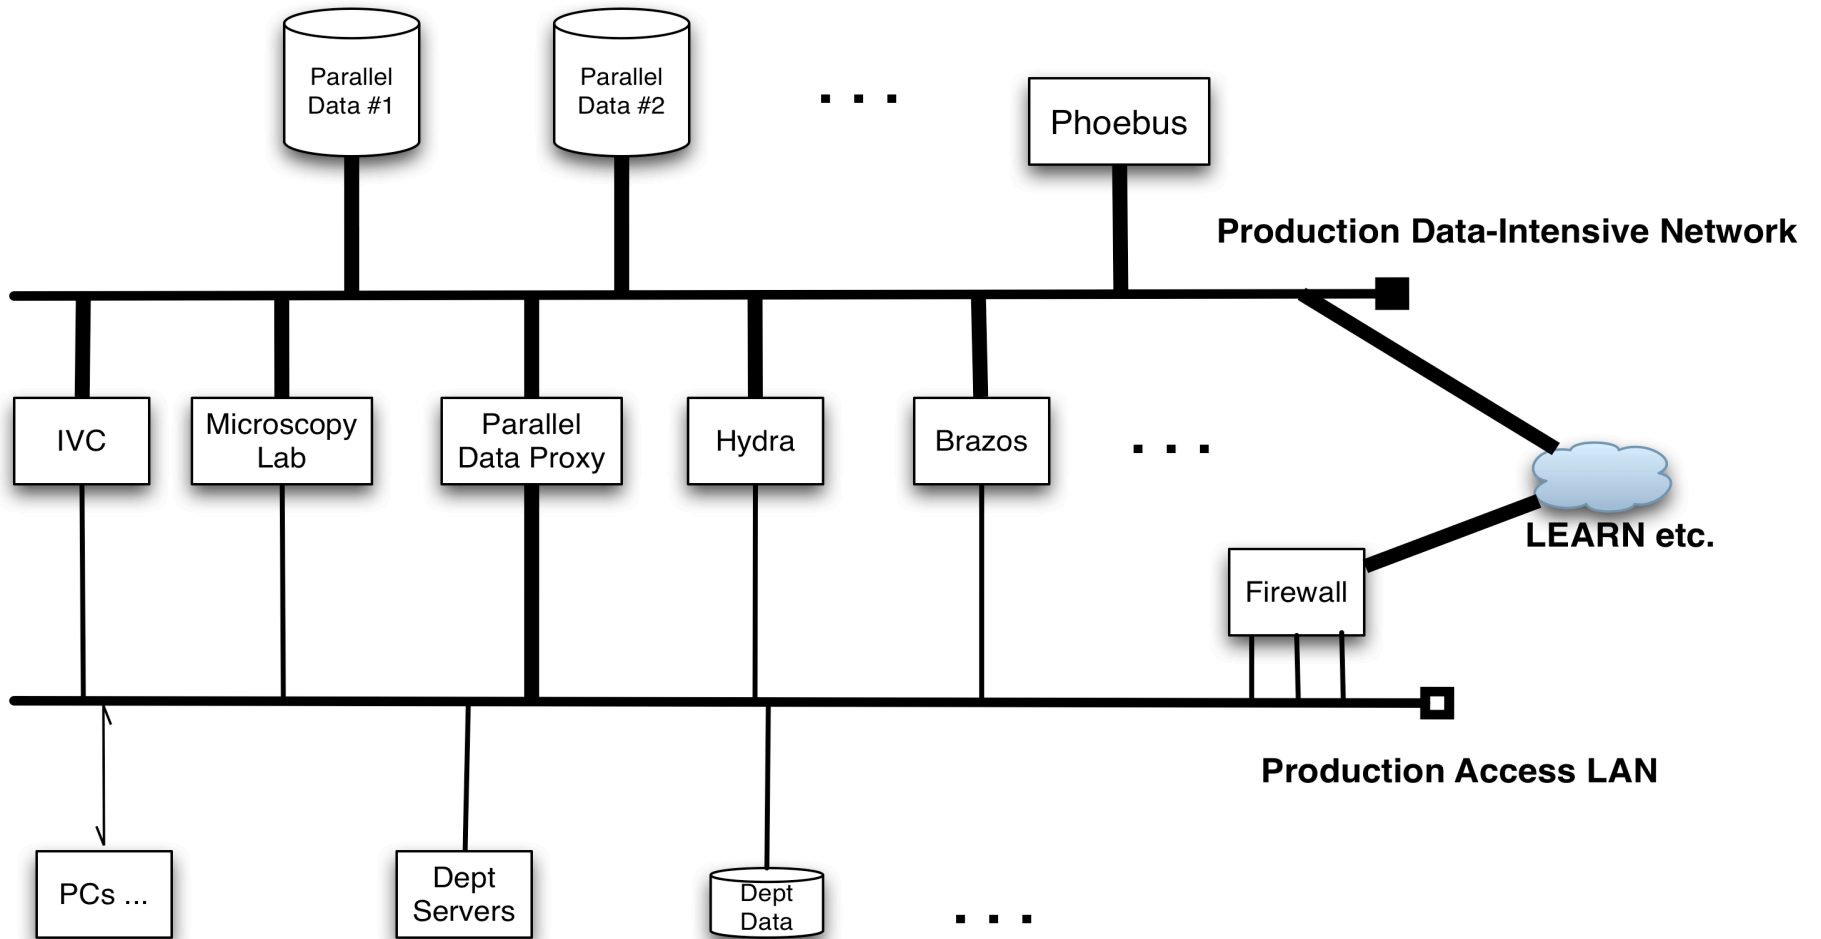 Parallel
Data #1
Parallel
Data #2
. . .
Phoebus
Production Data-Intensive Network
IVC
Microscopy
Lab
Parallel
Data Proxy
Hydra
Brazos
. . .
LEARN etc.
Firewall
Production Access LAN
PCs ...
Dept
Servers
Dept
Data
. . .